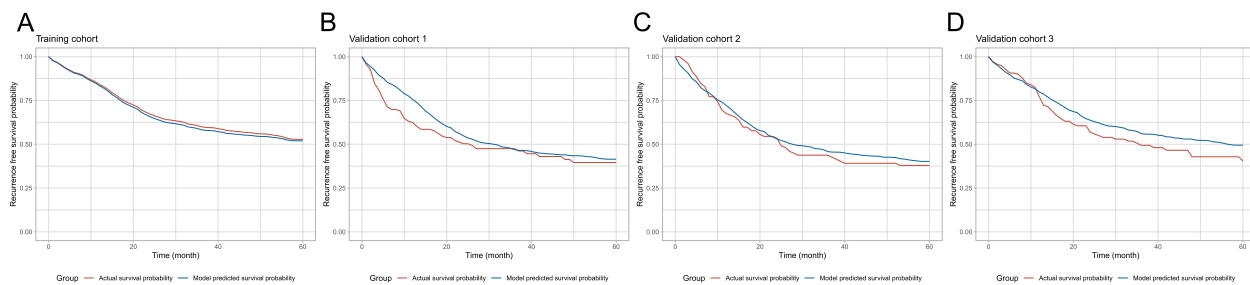 A
Training cohort
1.00
0.75
0.50
0.25
0.00
Recurrence free survival probability
0
20
40
60
Time (month)
Group Actual survival probability Model predicted survival probability
B
Validation cohort 1
1.00
0.75
0.50
0.25
0.00
Recurrence free survival probability
0
20
40
60
Time (month)
Group Actual survival probability Model predicted survival probability
C
Validation cohort 2
1.00
0.75
0.50
0.25
0.00
Recurrence free survival probability
0
20
40
60
Time (month)
Group Actual survival probability Model predicted survival probability
D
Validation cohort 3
1.00
0.75
0.50
0.25
0.00
Recurrence free survival probability
0
20
40
60
Time (month)
Group Actual survival probability Model predicted survival probability